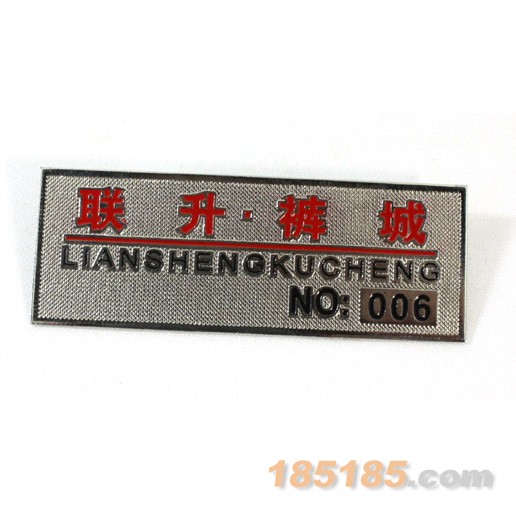 联升·裤城
LIANSHENGKUCHENG
NO: 006
185185.com